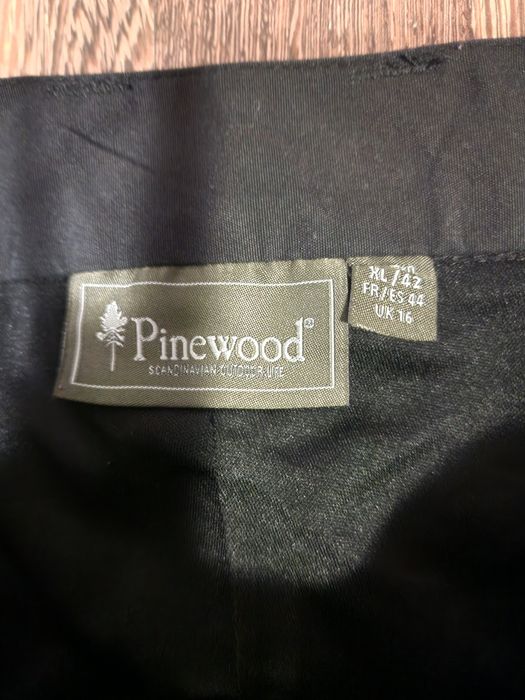 Pinewood®
SCANDINAVIAN OUTDOOR LIFE
XL/42
FR/ES 44
UK 16